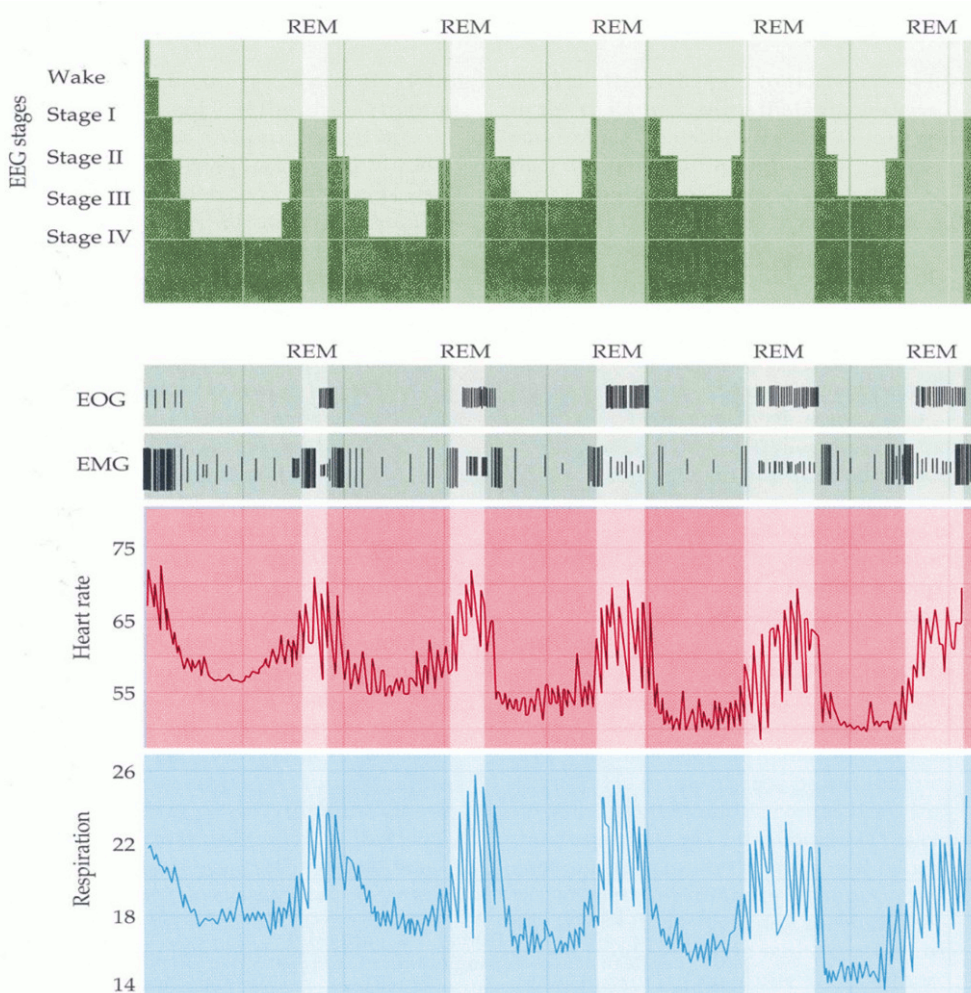 REM REM REM REM REM
EEG stages
Wake
Stage I
Stage II
Stage III
Stage IV
REM REM REM REM REM
EOG
EMG
Heart rate
75
65
55
Respiration
26
22
18
14